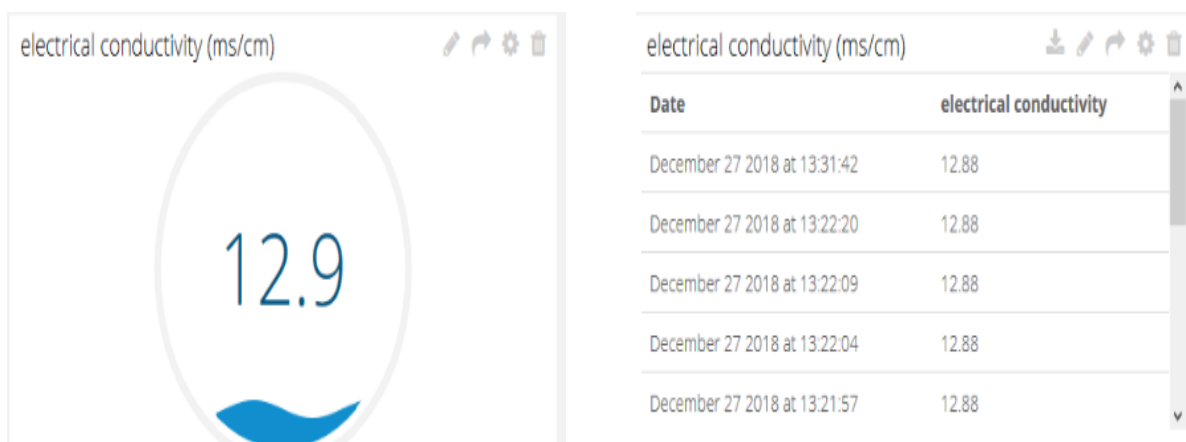 electrical conductivity (ms/cm)
12.9
electrical conductivity (ms/cm)
Date electrical conductivity
December 27 2018 at 13:31:42 12.88
December 27 2018 at 13:22:20 12.88
December 27 2018 at 13:22:09 12.88
December 27 2018 at 13:22:04 12.88
December 27 2018 at 13:21:57 12.88